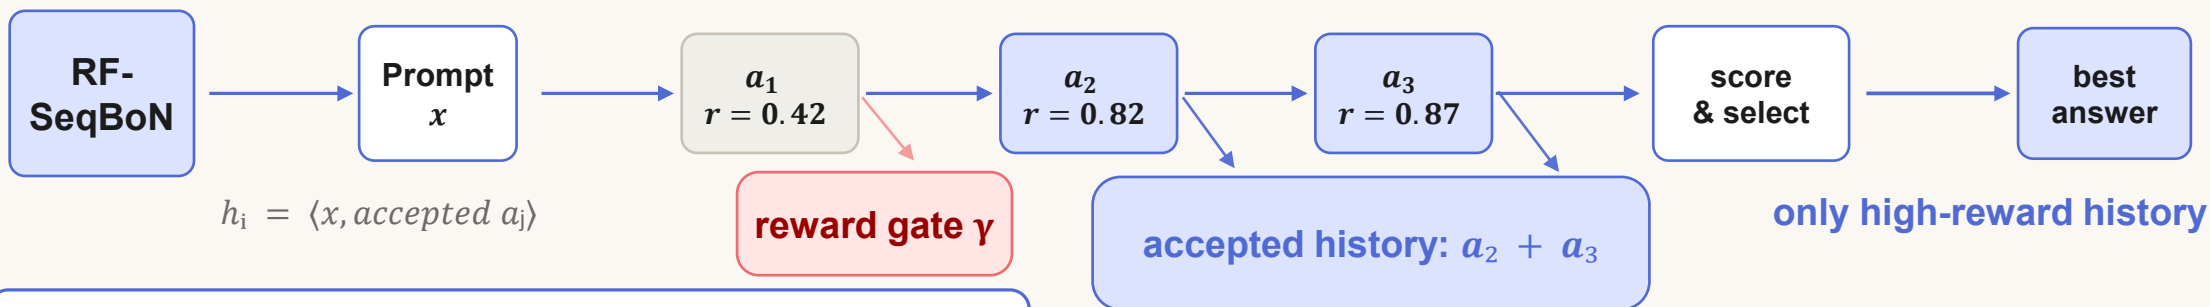 RF-
SeqBoN
Prompt
x
a₁
r = 0.42
a₂
r = 0.82
a₃
r = 0.87
score
& select
best
answer
hᵢ = ⟨x, accepted aⱼ⟩
reward gate γ
accepted history: a₂ + a₃
only high-reward history